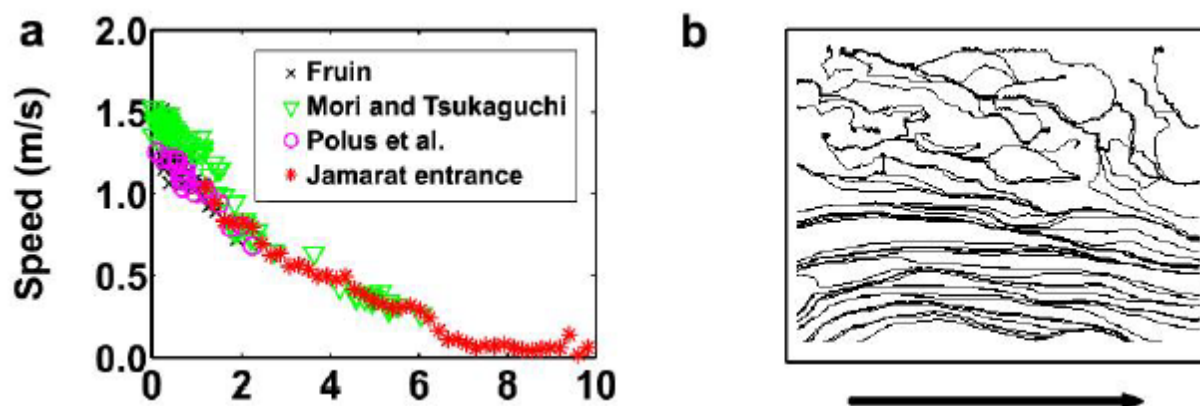 a
b
2.0
1.5
1.0
0.5
0.0
Speed (m/s)
Fruin
Mori and Tsukaguchi
Polus et al.
Jamarat entrance
0 2 4 6 8 10